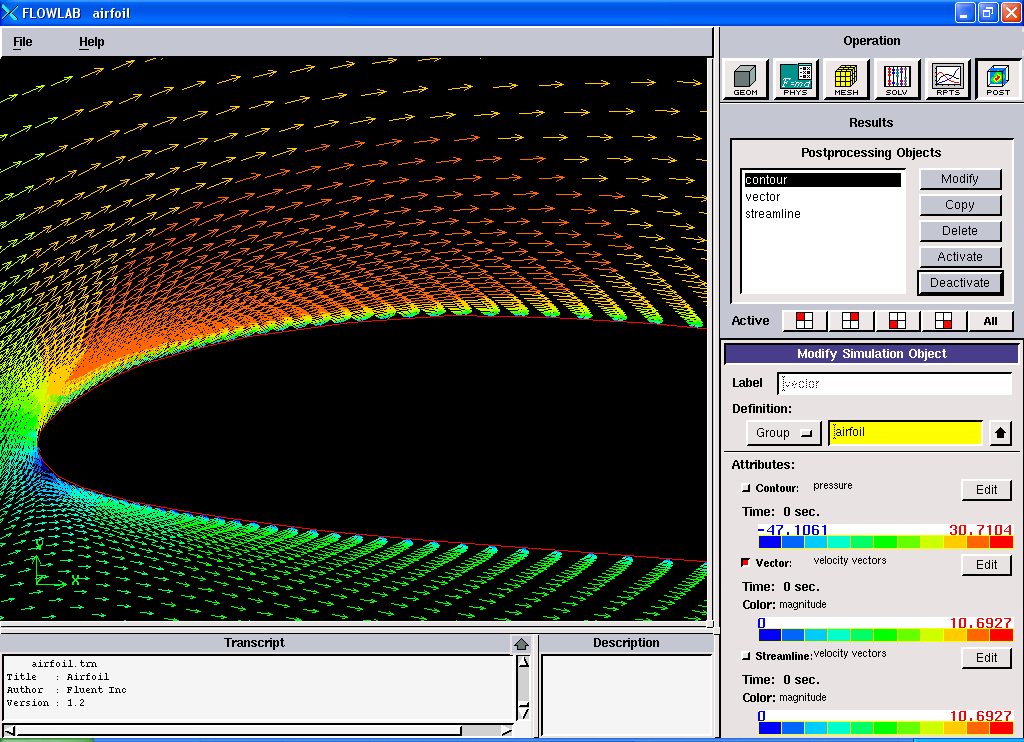 FLOWLAB airfoil
File Help
Operation
GEOM PHYS MESH SOLV RPTS POST
F=ma
Results
Postprocessing Objects
contour
vector
streamline
Modify
Copy
Delete
Activate
Deactivate
Active All
Modify Simulation Object
Label vector
Definition:
Group airfoil
Attributes:
Contour: pressure Edit
Time: 0 sec.
-47.1061 30.7104
Vector: velocity vectors Edit
Time: 0 sec.
Color: magnitude
0 10.6927
Streamline: velocity vectors Edit
Time: 0 sec.
Color: magnitude
0 10.6927
Y
X
Transcript
airfoil.trn
Title : Airfoil
Author : Fluent Inc
Version : 1.2
Description